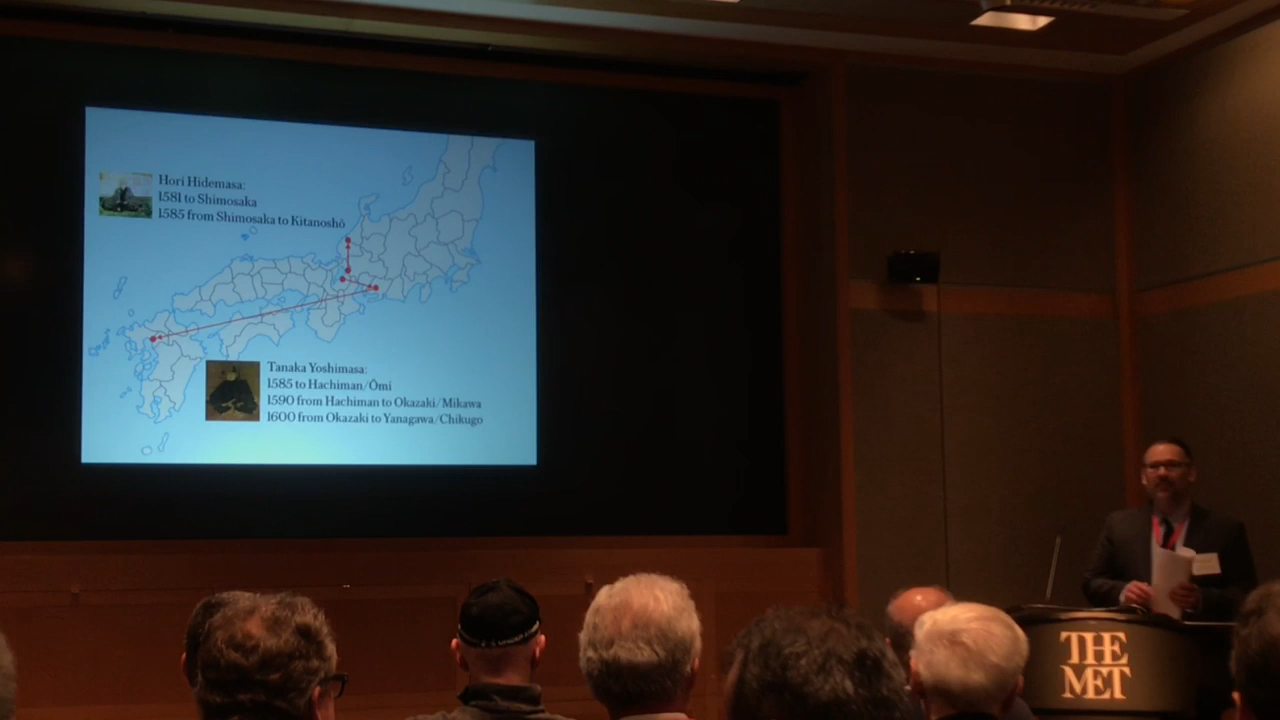 Hori Hidemasa:
1581 to Shimosaka
1585 from Shimosaka to Kitanoshō
Tanaka Yoshimasa:
1585 to Hachiman/Ōmi
1590 from Hachiman to Okazaki/Mikawa
1600 from Okazaki to Yanagawa/Chikugo
THE
MET